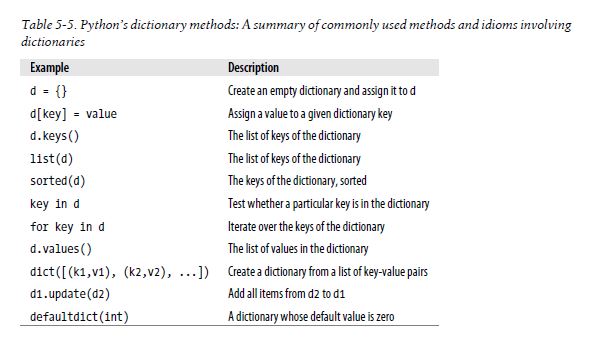 Table 5-5. Python's dictionary methods: A summary of commonly used methods and idioms involving
dictionaries
Example Description
d = {} Create an empty dictionary and assign it to d
d[key] = value Assign a value to a given dictionary key
d.keys() The list of keys of the dictionary
list(d) The list of keys of the dictionary
sorted(d) The keys of the dictionary, sorted
key in d Test whether a particular key is in the dictionary
for key in d Iterate over the keys of the dictionary
d.values() The list of values in the dictionary
dict([(k1,v1), (k2,v2), ...]) Create a dictionary from a list of key-value pairs
d1.update(d2) Add all items from d2 to d1
defaultdict(int) A dictionary whose default value is zero